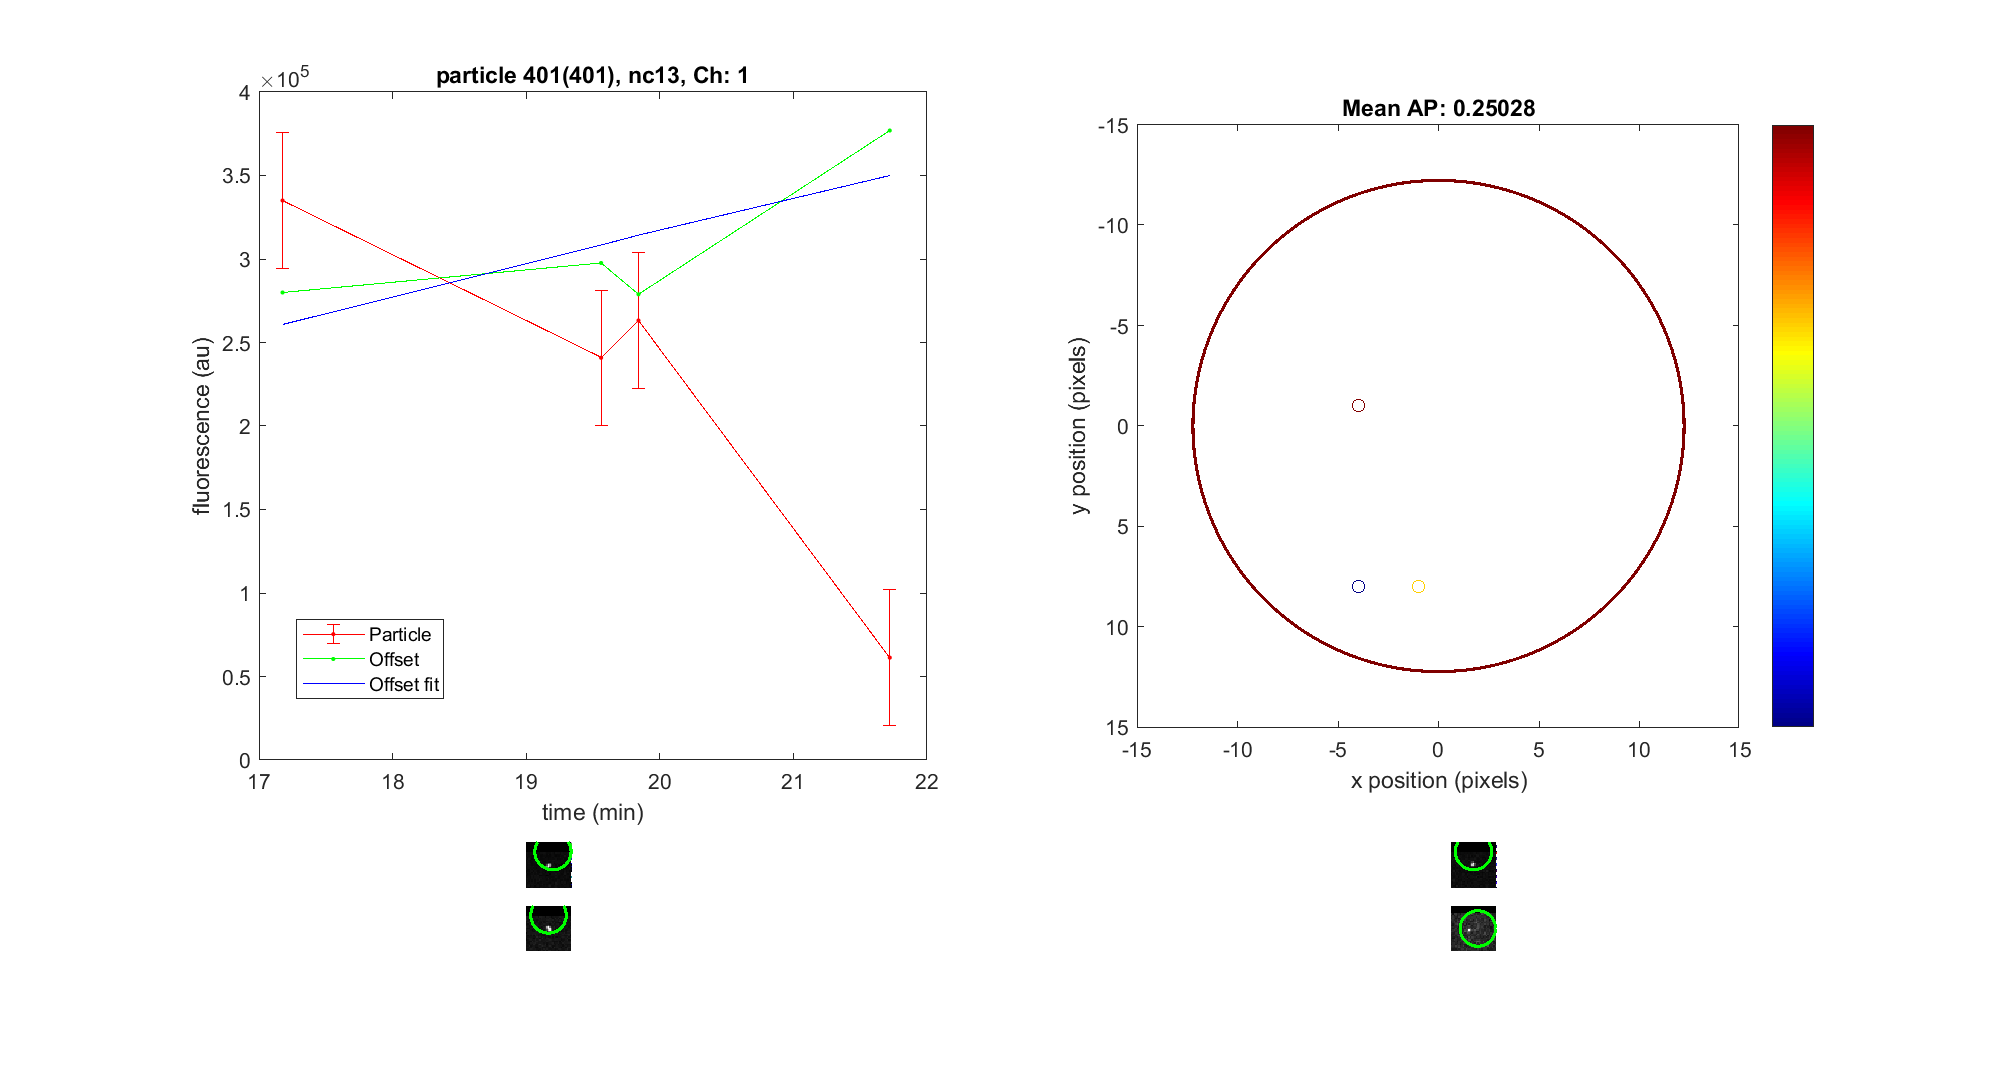 particle 401(401), nc13, Ch: 1
×10^5
4
3.5
3
2.5
2
1.5
1
0.5
0
fluorescence (au)
17 18 19 20 21 22
time (min)
Particle
Offset
Offset fit
Mean AP: 0.25028
-15
-10
-5
0
5
10
15
y position (pixels)
-15 -10 -5 0 5 10 15
x position (pixels)